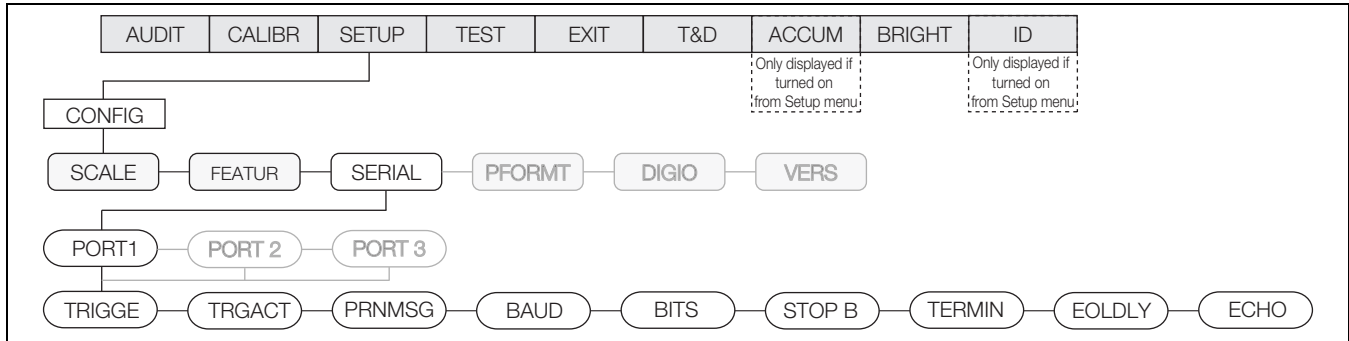 AUDIT CALIBR SETUP TEST EXIT T&D ACCUM BRIGHT ID
Only displayed if
turned on
from Setup menu
Only displayed if
turned on
from Setup menu
CONFIG
SCALE FEATUR SERIAL PFORMT DIGIO VERS
PORT1 PORT 2 PORT 3
TRIGGE TRGACT PRNMSG BAUD BITS STOP B TERMIN EOLDLY ECHO